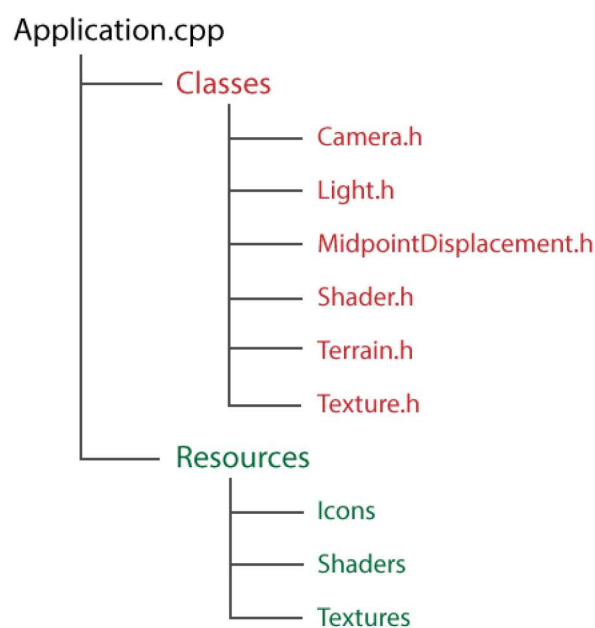 Application.cpp
Classes
Camera.h
Light.h
MidpointDisplacement.h
Shader.h
Terrain.h
Texture.h
Resources
Icons
Shaders
Textures